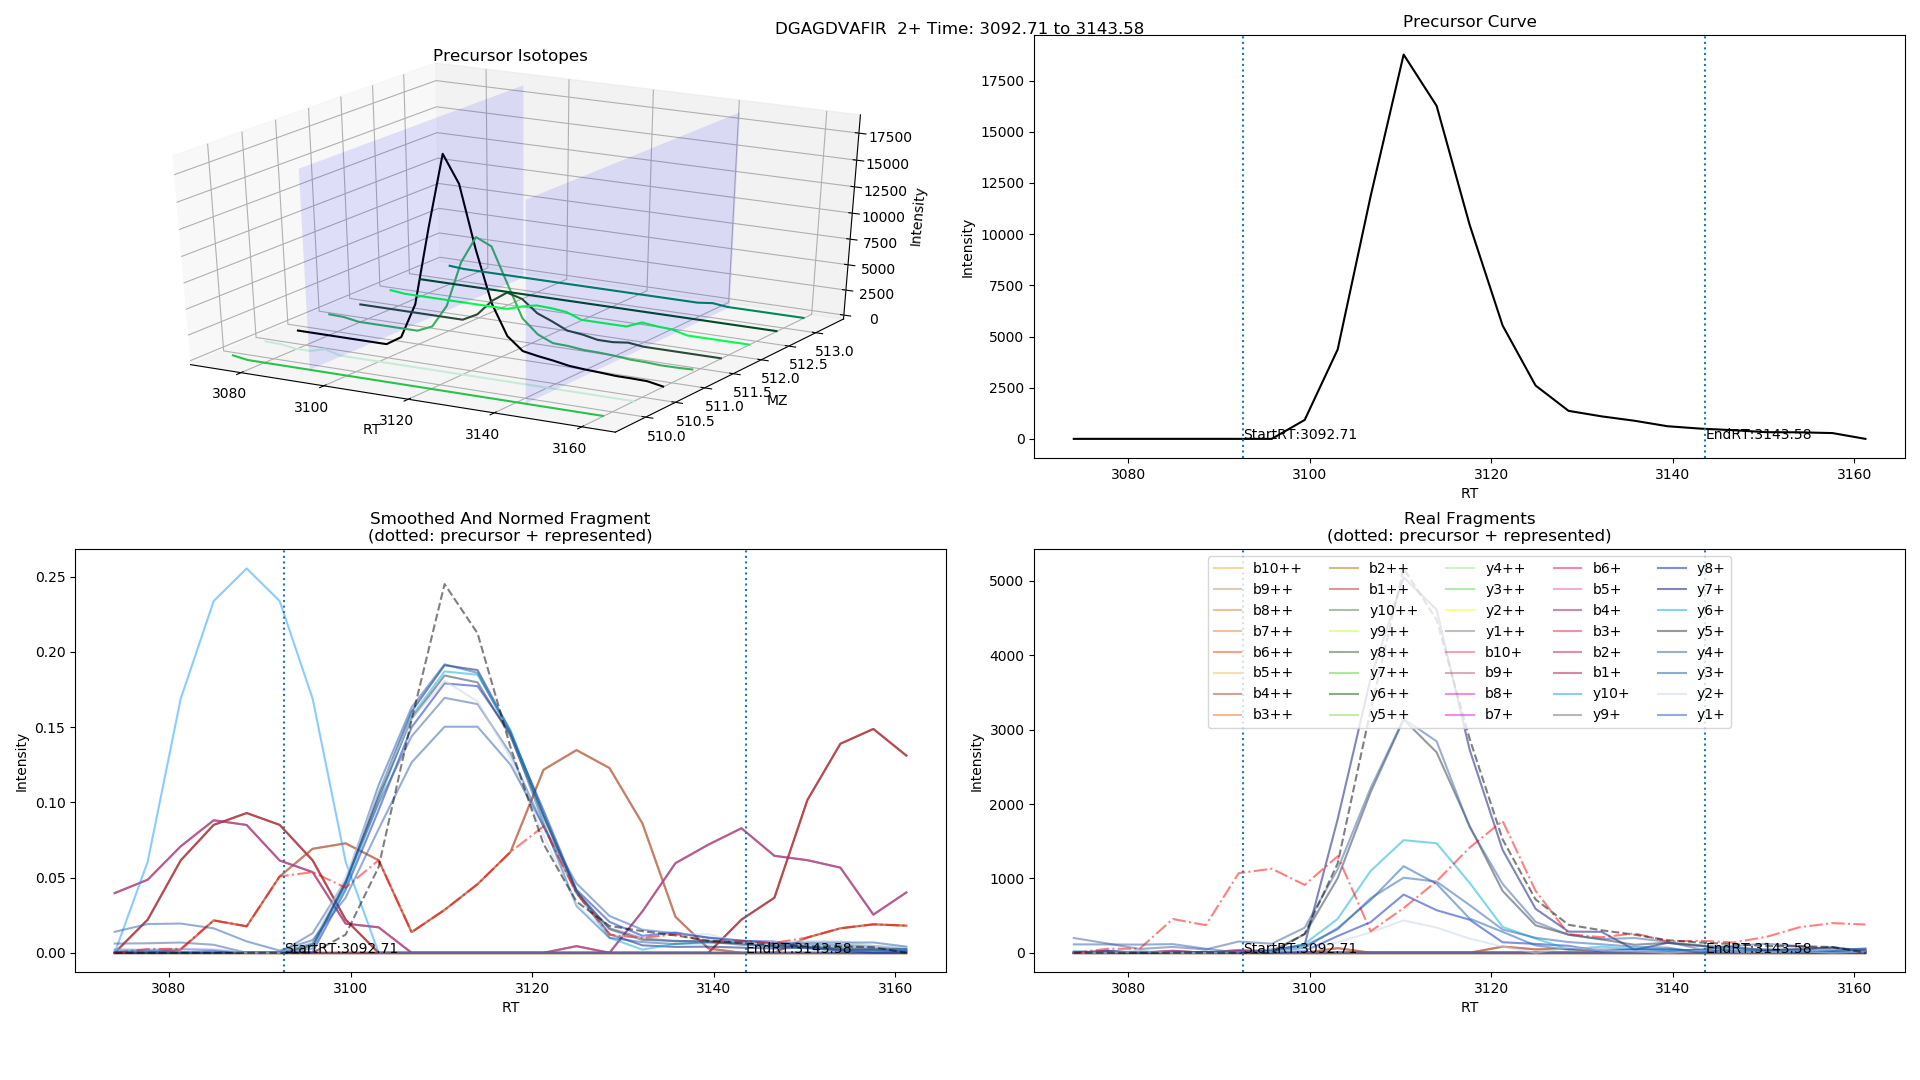 DGAGDVAFIR  2+ Time: 3092.71 to 3143.58
Precursor Isotopes
17500
15000
12500
10000
7500
5000
2500
0
Intensity
3080
3100
3120
3140
3160
RT
510.0
510.5
511.0
511.5
512.0
512.5
513.0
MZ
Precursor Curve
17500
15000
12500
10000
7500
5000
2500
0
Intensity
StartRT:3092.71
EndRT:3143.58
3080 3100 3120 3140 3160
RT
Smoothed And Normed Fragment
(dotted: precursor + represented)
0.25
0.20
0.15
0.10
0.05
0.00
Intensity
StartRT:3092.71
EndRT:3143.58
3080 3100 3120 3140 3160
RT
Real Fragments
(dotted: precursor + represented)
b10++ b2++ y4++ b6+ y8+
b9++ b1++ y3++ b5+ y7+
b8++ y10++ y2++ b4+ y6+
b7++ y9++ y1++ b3+ y5+
b6++ y8++ b10+ b2+ y4+
b5++ y7++ b9+ b1+ y3+
b4++ y6++ b8+ y10+ y2+
b3++ y5++ b7+ y9+ y1+
5000
4000
3000
2000
1000
0
Intensity
StartRT:3092.71
EndRT:3143.58
3080 3100 3120 3140 3160
RT